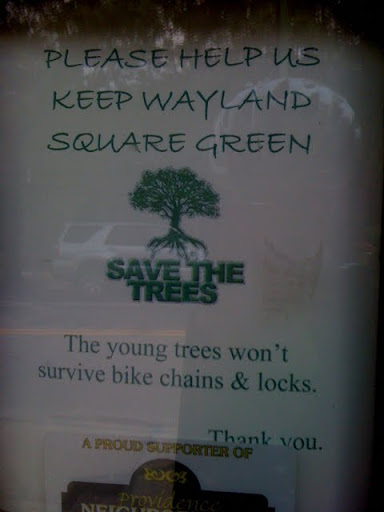 PLEASE HELP US
KEEP WAYLAND
SQUARE GREEN
SAVE THE
TREES
The young trees won't
survive bike chains & locks.
Thank you.
A PROUD SUPPORTER OF
Providence